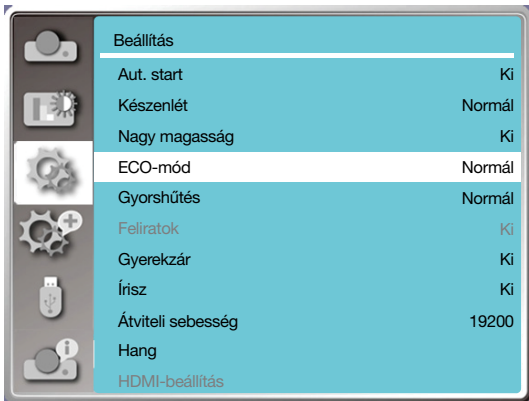 Beállítás
Aut. start Ki
Készenlét Normál
Nagy magasság Ki
ECO-mód Normál
Gyorshűtés Normál
Feliratok Ki
Gyerekzár Ki
Írisz Ki
Átviteli sebesség 19200
Hang
HDMI-beállítás